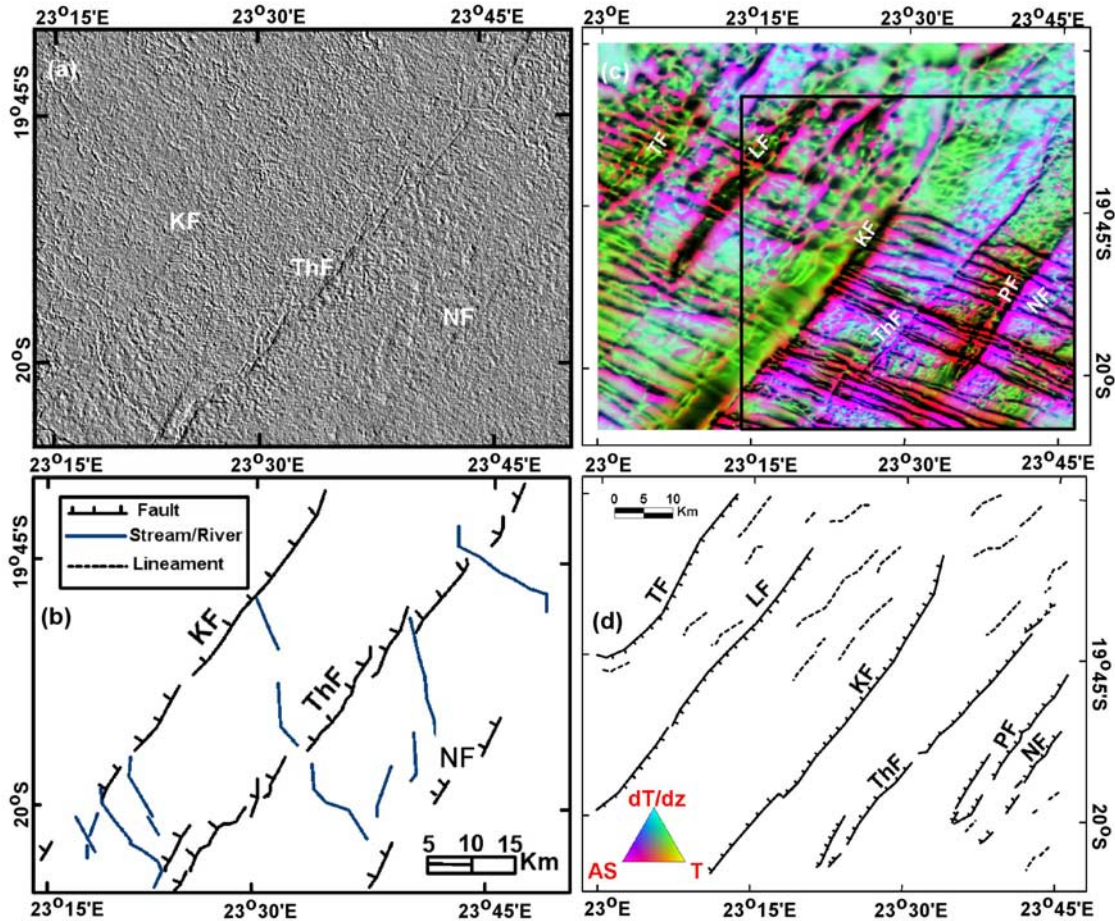 23°15'E 23°30'E 23°45'E
(a)
19°45'S
20°S
KF
ThF
NF
23°15'E 23°30'E 23°45'E
23°E 23°15'E 23°30'E 23°45'E
(c)
TF
LF
KF
ThF
PF
NF
19°45'S
20°S
23°E 23°15'E 23°30'E 23°45'E
Fault
Stream/River
Lineament
19°45'S
20°S
(b)
KF
ThF
NF
5 10 15
Km
23°15'E 23°30'E 23°45'E
0 5 10
Km
(d)
TF
LF
KF
ThF
PF
NF
19°45'S
20°S
dT/dz
AS T
23° 23°15'E 23°30'E 23°45'E